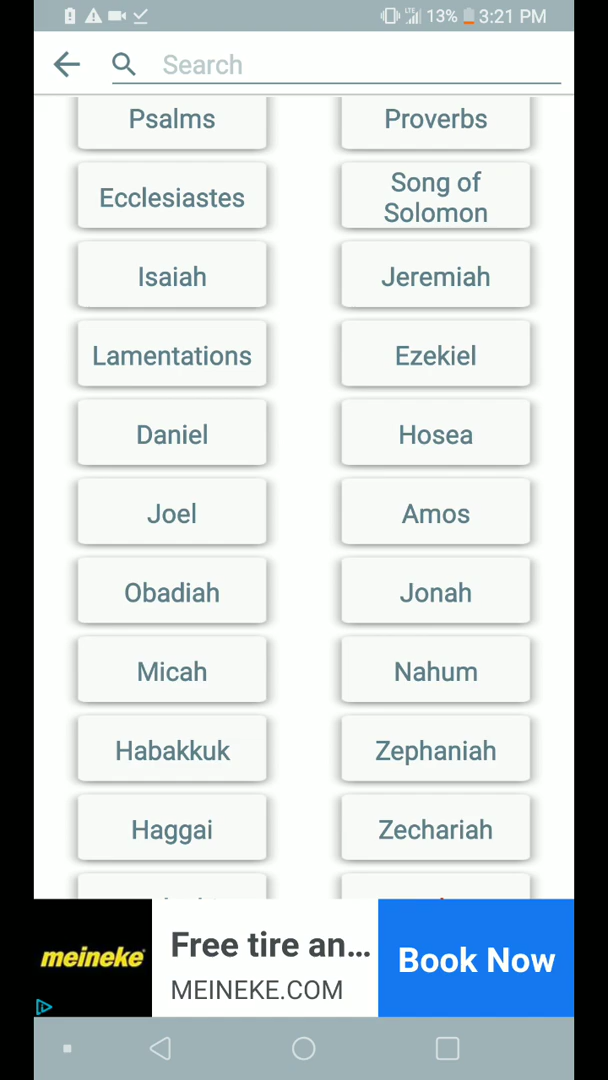 LTE 13% 3:21 PM
Search
Psalms Proverbs
Ecclesiastes Song of
Solomon
Isaiah Jeremiah
Lamentations Ezekiel
Daniel Hosea
Joel Amos
Obadiah Jonah
Micah Nahum
Habakkuk Zephaniah
Haggai Zechariah
meineke Free tire an... Book Now
MEINEKE.COM